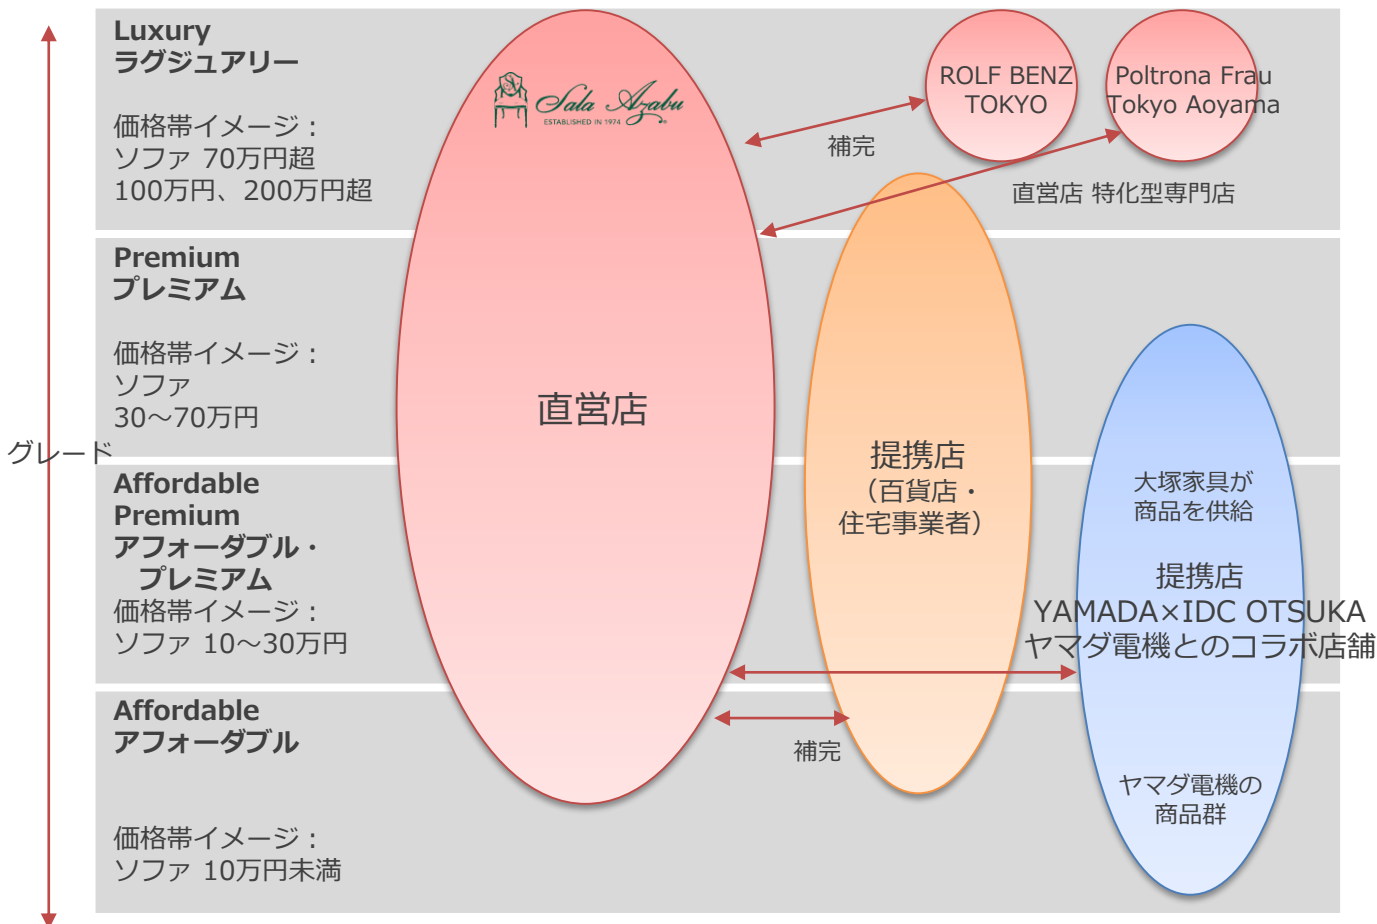 グレード
Luxury
ラグジュアリー
価格帯イメージ：
ソファ 70万円超
100万円、200万円超
Sala Azabu
ESTABLISHED IN 1974
ROLF BENZ
TOKYO
Poltrona Frau
Tokyo Aoyama
補完
直営店 特化型専門店
Premium
プレミアム
価格帯イメージ：
ソファ
30～70万円
直営店
提携店
（百貨店・
住宅事業者）
Affordable
Premium
アフォーダブル・
プレミアム
価格帯イメージ：
ソファ 10～30万円
大塚家具が
商品を供給
提携店
YAMADA×IDC OTSUKA
ヤマダ電機とのコラボ店舗
Affordable
アフォーダブル
価格帯イメージ：
ソファ 10万円未満
補完
ヤマダ電機の
商品群